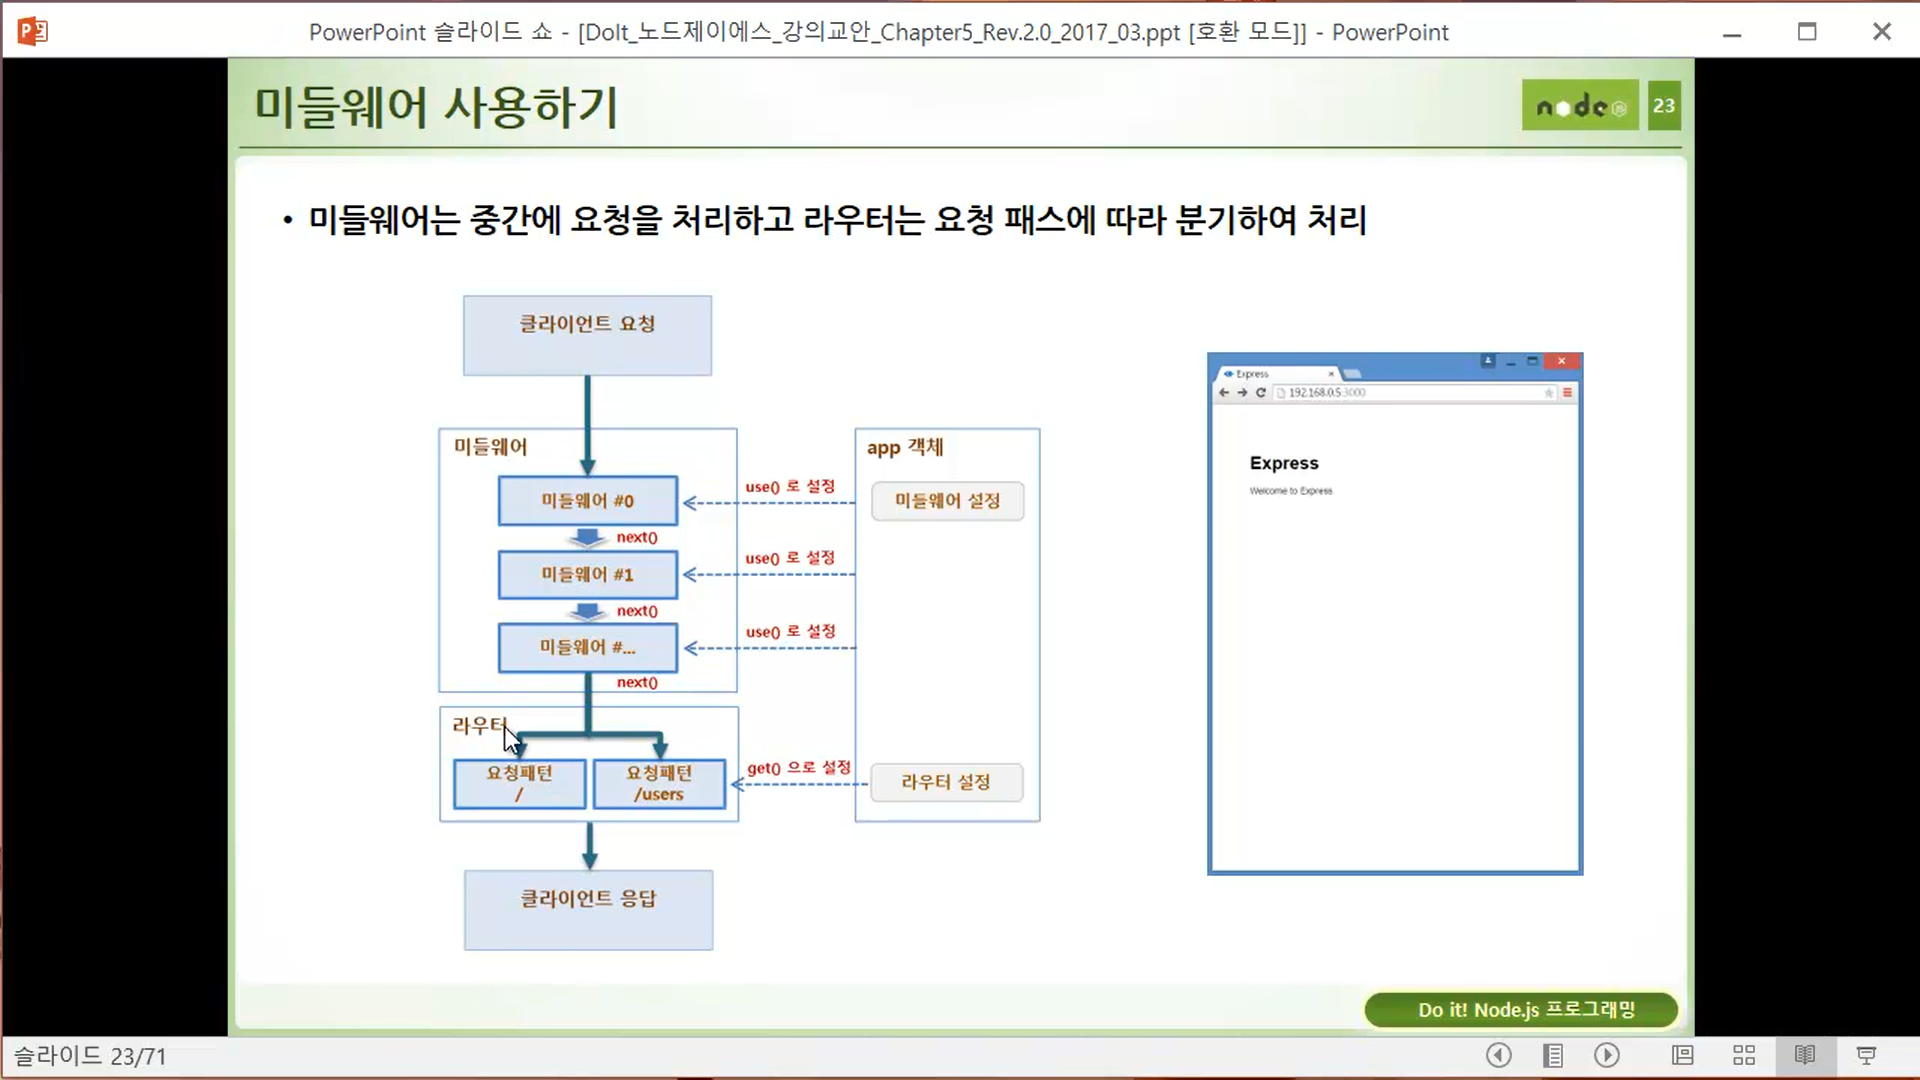 PowerPoint 슬라이드 쇼 - [DoIt_노드제이에스_강의교안_Chapter5_Rev.2.0_2017_03.ppt [호환 모드]] - PowerPoint
미들웨어 사용하기
node
JS
23
• 미들웨어는 중간에 요청을 처리하고 라우터는 요청 패스에 따라 분기하여 처리
클라이언트 요청
미들웨어
미들웨어 #0
next()
미들웨어 #1
next()
미들웨어 #...
next()
use() 로 설정
use() 로 설정
use() 로 설정
app 객체
미들웨어 설정
라우터
요청패턴
/
요청패턴
/users
get() 으로 설정
라우터 설정
클라이언트 응답
Express
192.168.0.5:3000
Express
Welcome to Express
Do it! Node.js 프로그래밍
슬라이드 23/71